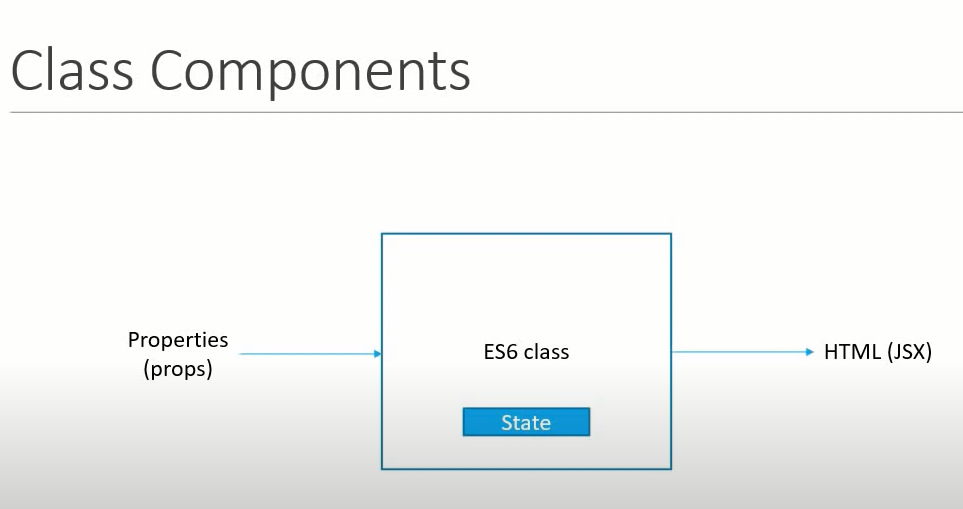 Class Components
Properties
(props)
ES6 class
HTML (JSX)
State